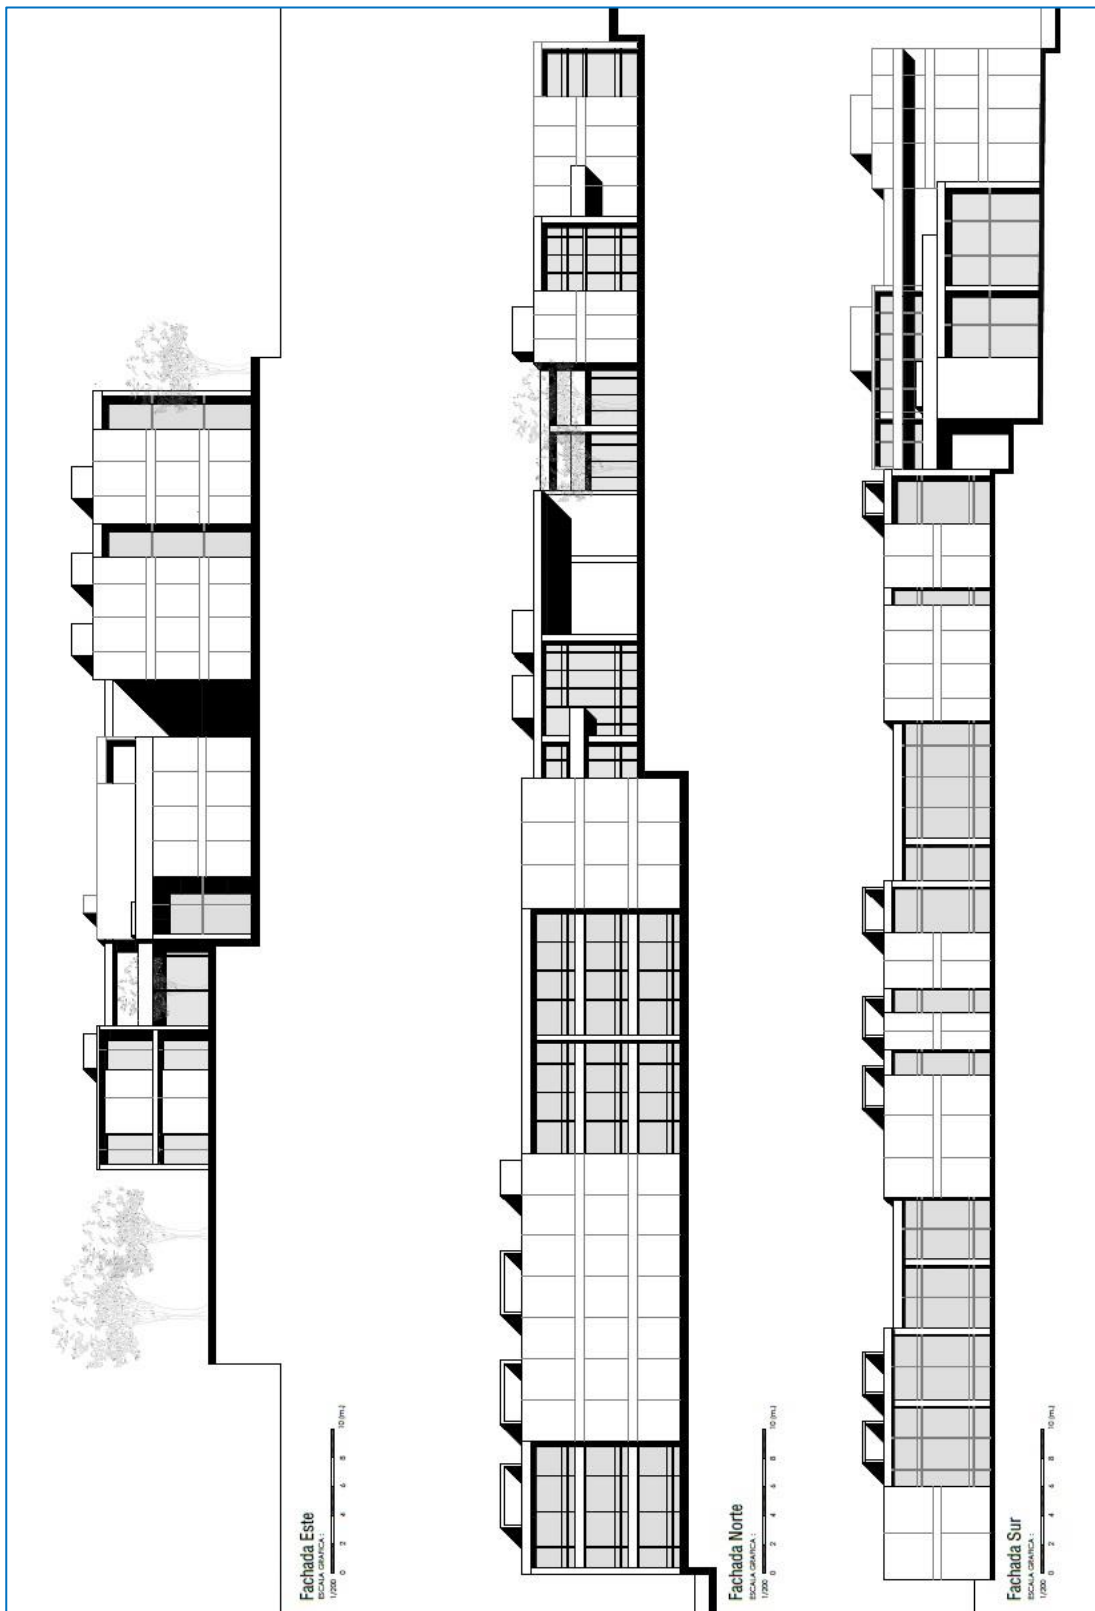 Fachada Este
ESCALA GRAFICA :
1/200 0 2 4 6 8 10 (m.)
Fachada Norte
ESCALA GRAFICA :
1/200 0 2 4 6 8 10 (m.)
Fachada Sur
ESCALA GRAFICA :
1/200 0 2 4 6 8 10 (m.)